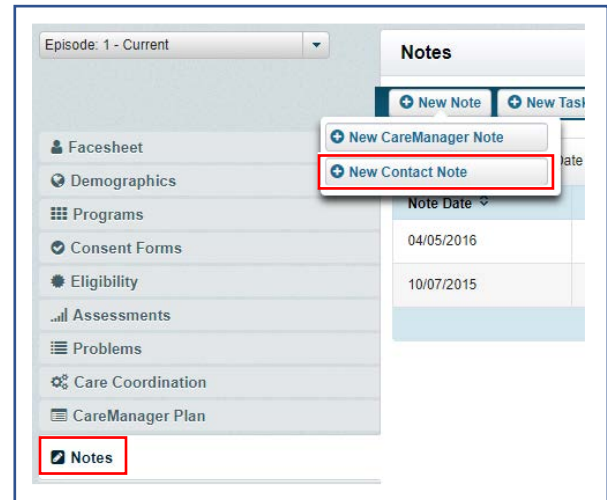 Episode: 1 - Current
Notes
New Note New Task
New CareManager Note
New Contact Note
Note Date
04/05/2016
10/07/2015
Facesheet
Demographics
Programs
Consent Forms
Eligibility
Assessments
Problems
Care Coordination
CareManager Plan
Notes